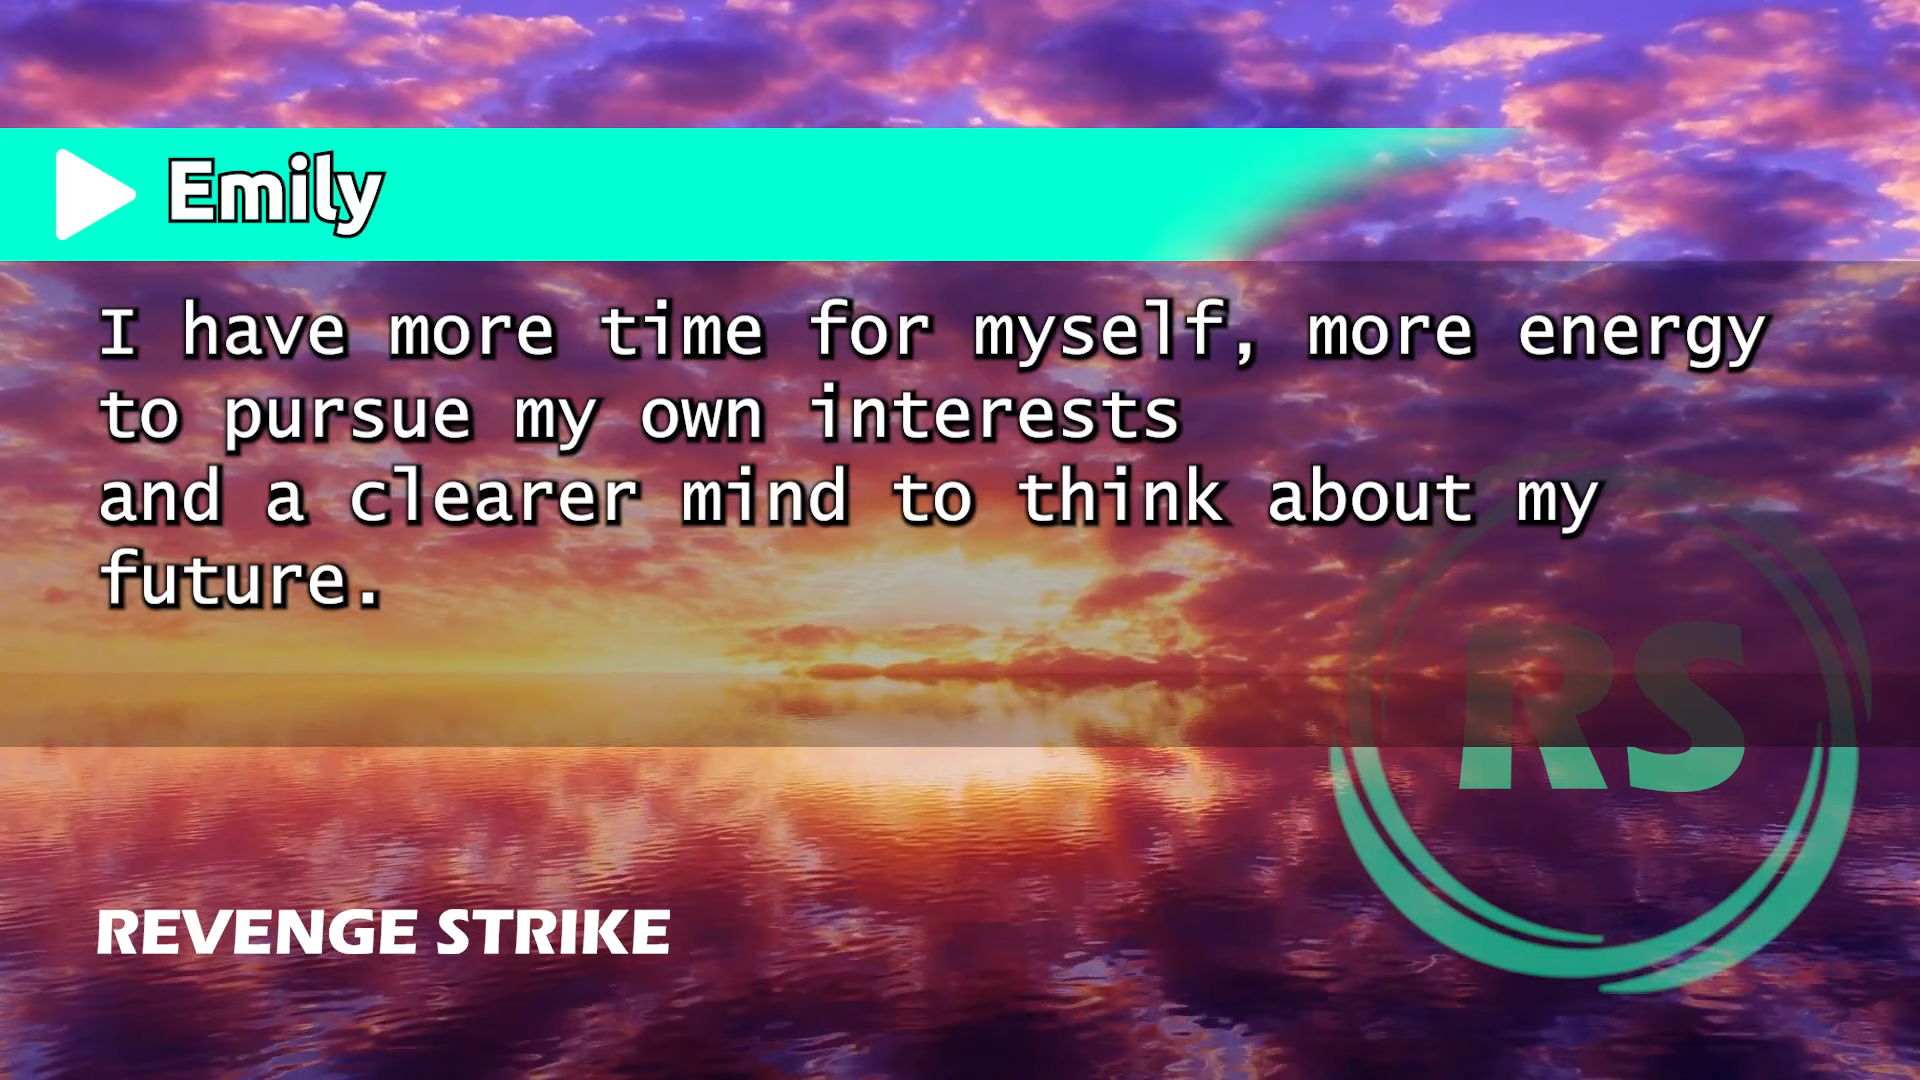 Emily
I have more time for myself, more energy
to pursue my own interests
and a clearer mind to think about my
future.
RS
REVENGE STRIKE